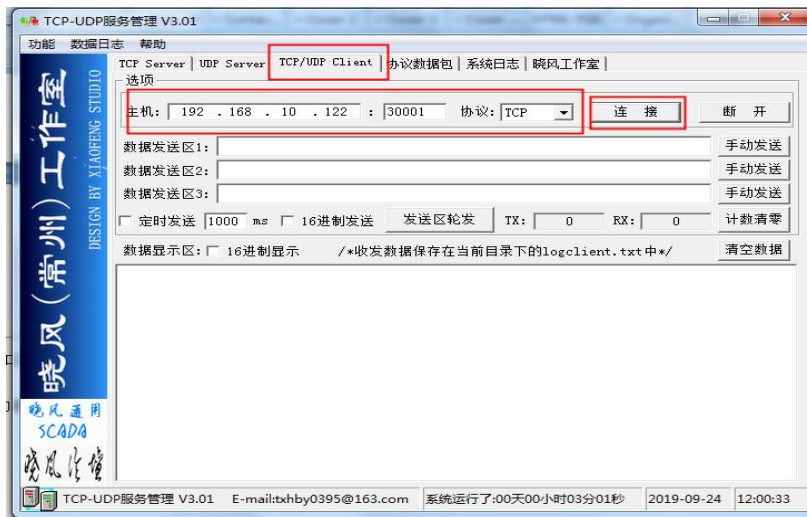 TCP-UDP服务管理 V3.01
功能 数据日志 帮助
TCP Server UDP Server TCP/UDP Client 协议数据包 系统日志 晓风工作室
选项
主机: 192 . 168 . 10 . 122 : 30001 协议: TCP 连 接 断 开
数据发送区1: 手动发送
数据发送区2: 手动发送
数据发送区3: 手动发送
定时发送 1000 ms 16进制发送 发送区轮发 TX: 0 RX: 0 计数清零
数据显示区: 16进制显示 /*收发数据保存在当前目录下的logclient.txt中*/ 清空数据
晓风(常州)工作室
DESIGN BY XIAOFENG STUDIO
晓风通用
SCADA
TCP-UDP服务管理 V3.01 E-mail:txhby0395@163.com 系统运行了:00天00小时03分01秒 2019-09-24 12:00:33